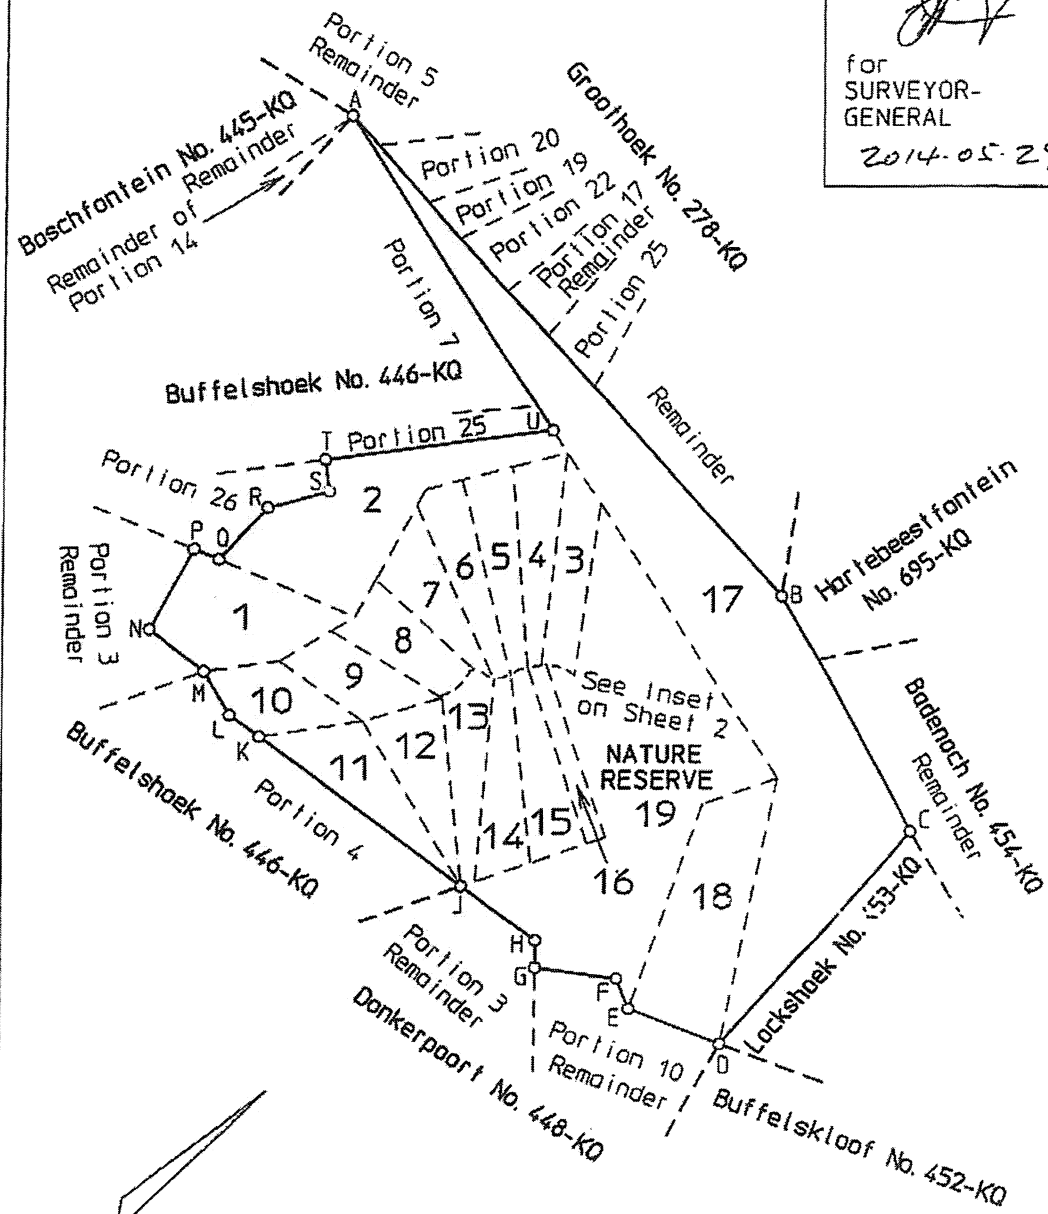 for
SURVEYOR-
GENERAL
2014.05.29
Portion 5
Remainder
A
Boschfontein No. 445-KQ
Remainder
Remainder of
Portion 14
Groothoek No. 278-KQ
Portion 20
Portion 19
Portion 22
Portion 17
Remainder
Portion 25
Portion 7
Remainder
Buffelshoek No. 446-KQ
T
Portion 25
U
Portion 26
R
S
2
P
Q
Portion 3
Remainder
N
1
M
6
5
4
3
7
8
9
10
L
K
11
12
13
17
B
Hartebeestfontein
No. 695-KQ
See Inset
on Sheet 2
NATURE
RESERVE
19
14
15
16
18
Badenoch No. 454-KQ
Remainder
C
Buffelshoek No. 446-KQ
Portion 4
J
Portion 3
Remainder
Donkerpoort No. 448-KQ
H
G
F
E
Portion 10
Remainder
D
Lockshoek No. 453-KQ
Buffelskloof No. 452-KQ